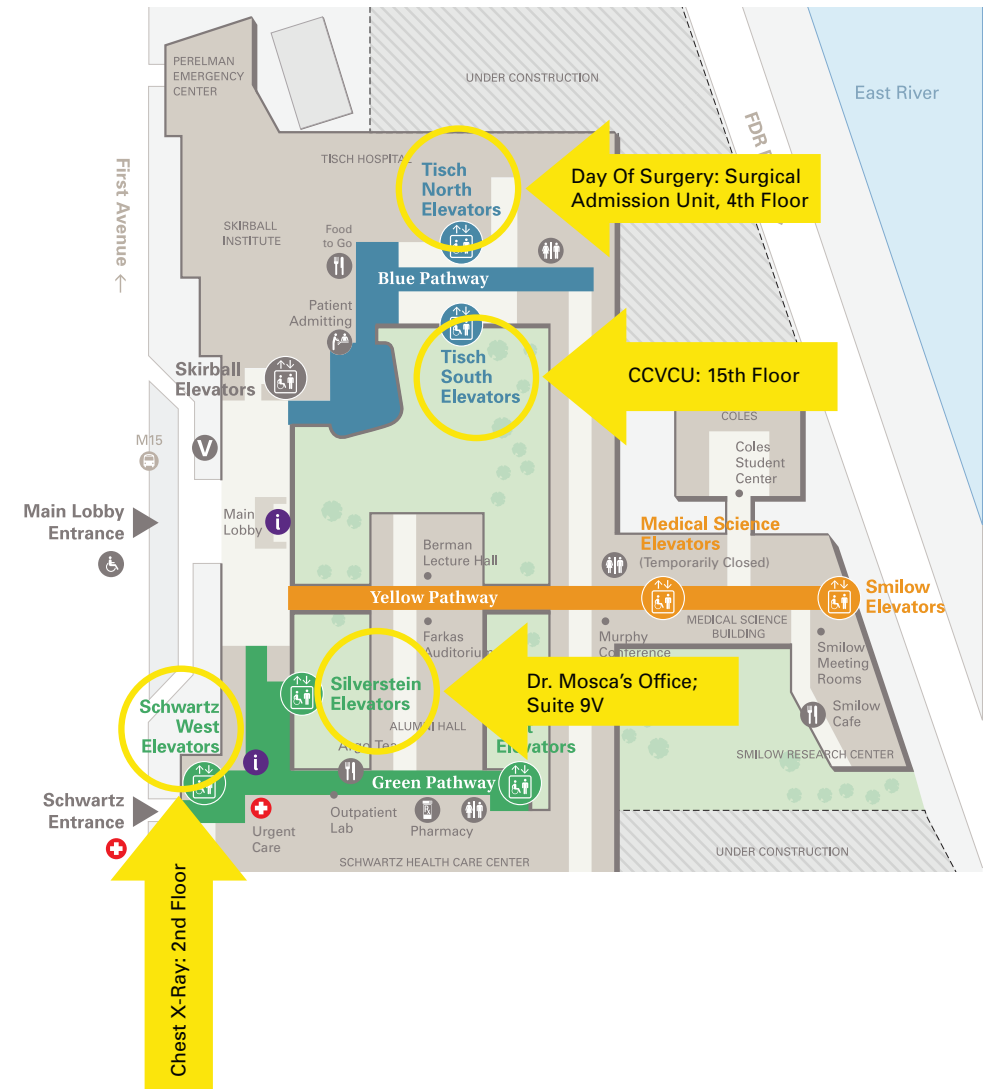 PERELMAN
EMERGENCY
CENTER
UNDER CONSTRUCTION
East River
FDR
First Avenue ←
TISCH HOSPITAL
Tisch
North
Elevators
Day Of Surgery: Surgical
Admission Unit, 4th Floor
SKIRBALL
INSTITUTE
Food
to Go
Blue Pathway
Patient
Admitting
Tisch
South
Elevators
CCVCU: 15th Floor
Skirball
Elevators
COLES
M15
V
Coles
Student
Center
Main Lobby
Entrance
Main
Lobby
i
Medical Science
Elevators
(Temporarily Closed)
Berman
Lecture Hall
Yellow Pathway
Smilow
Elevators
MEDICAL SCIENCE
BUILDING
Farkas
Auditorium
Murphy
Conference
Smilow
Meeting
Rooms
Silverstein
Elevators
Dr. Mosca's Office;
Suite 9V
Schwartz
West
Elevators
ALUMNI HALL
Elevators
Smilow
Cafe
SMILOW RESEARCH CENTER
i
Green Pathway
Schwartz
Entrance
Urgent
Care
Outpatient
Lab
Pharmacy
SCHWARTZ HEALTH CARE CENTER
UNDER CONSTRUCTION
Chest X-Ray: 2nd Floor